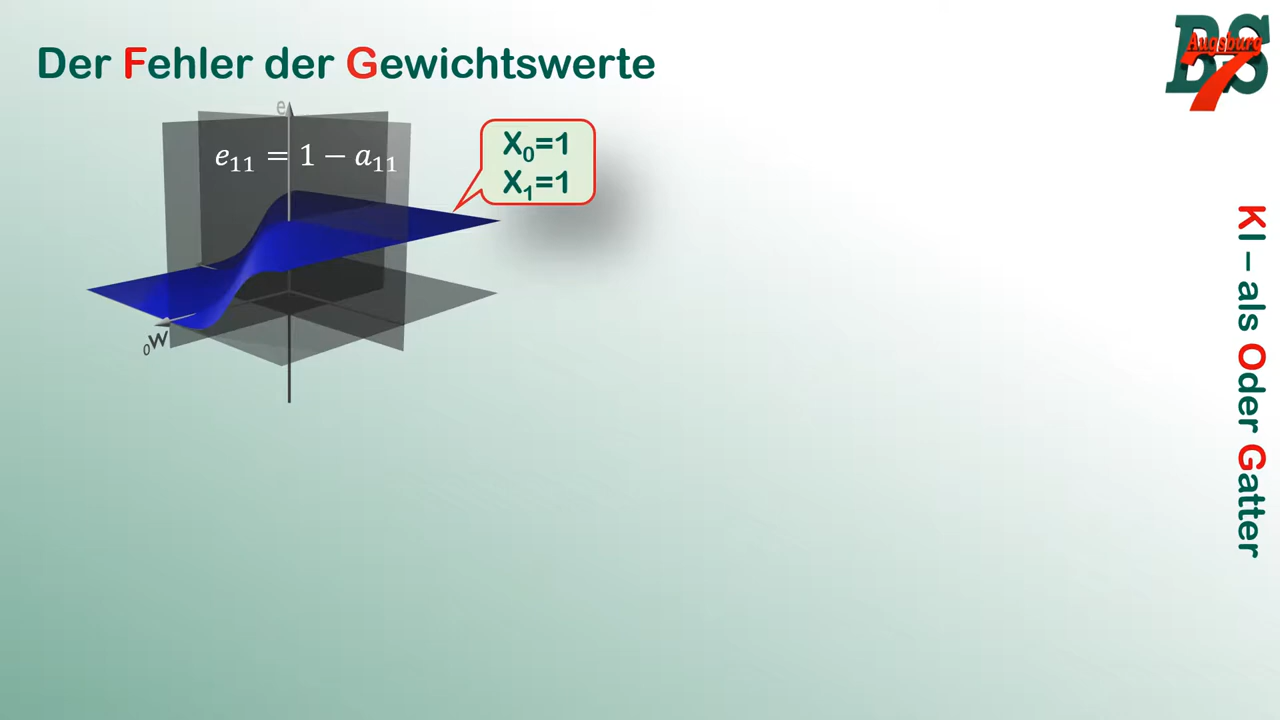 Der Fehler der Gewichtswerte
BS
Augsburg
7
e
e₁₁ = 1 − a₁₁
X₀=1
X₁=1
₀W
KI – als Oder Gatter